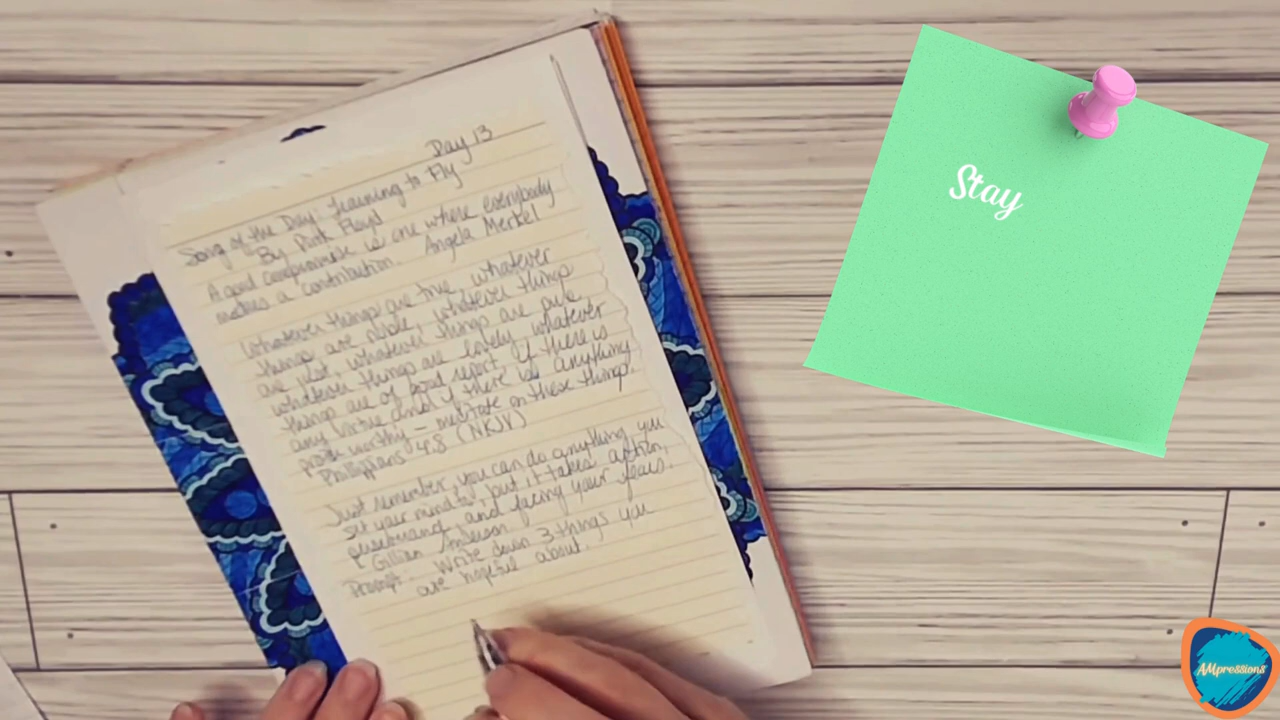 Day 13
Song of the Day: Learning to Fly
By Pink Floyd
A good compromise is one where everybody
makes a contribution. Angela Merkel
Whatever things are true, whatever
things are noble, whatever things
are just, whatever things are pure,
whatever things are lovely, whatever
things are of good report, if there is
any virtue and if there is anything
praise worthy - meditate on these things.
Philippians 4:8 (NKJV)
Just remember, you can do anything you
set your mind to, but it takes action,
and facing your fears.
Gillian Anderson
Prompt: Write down 3 things you
are hopeful about.
Stay
AMpressions